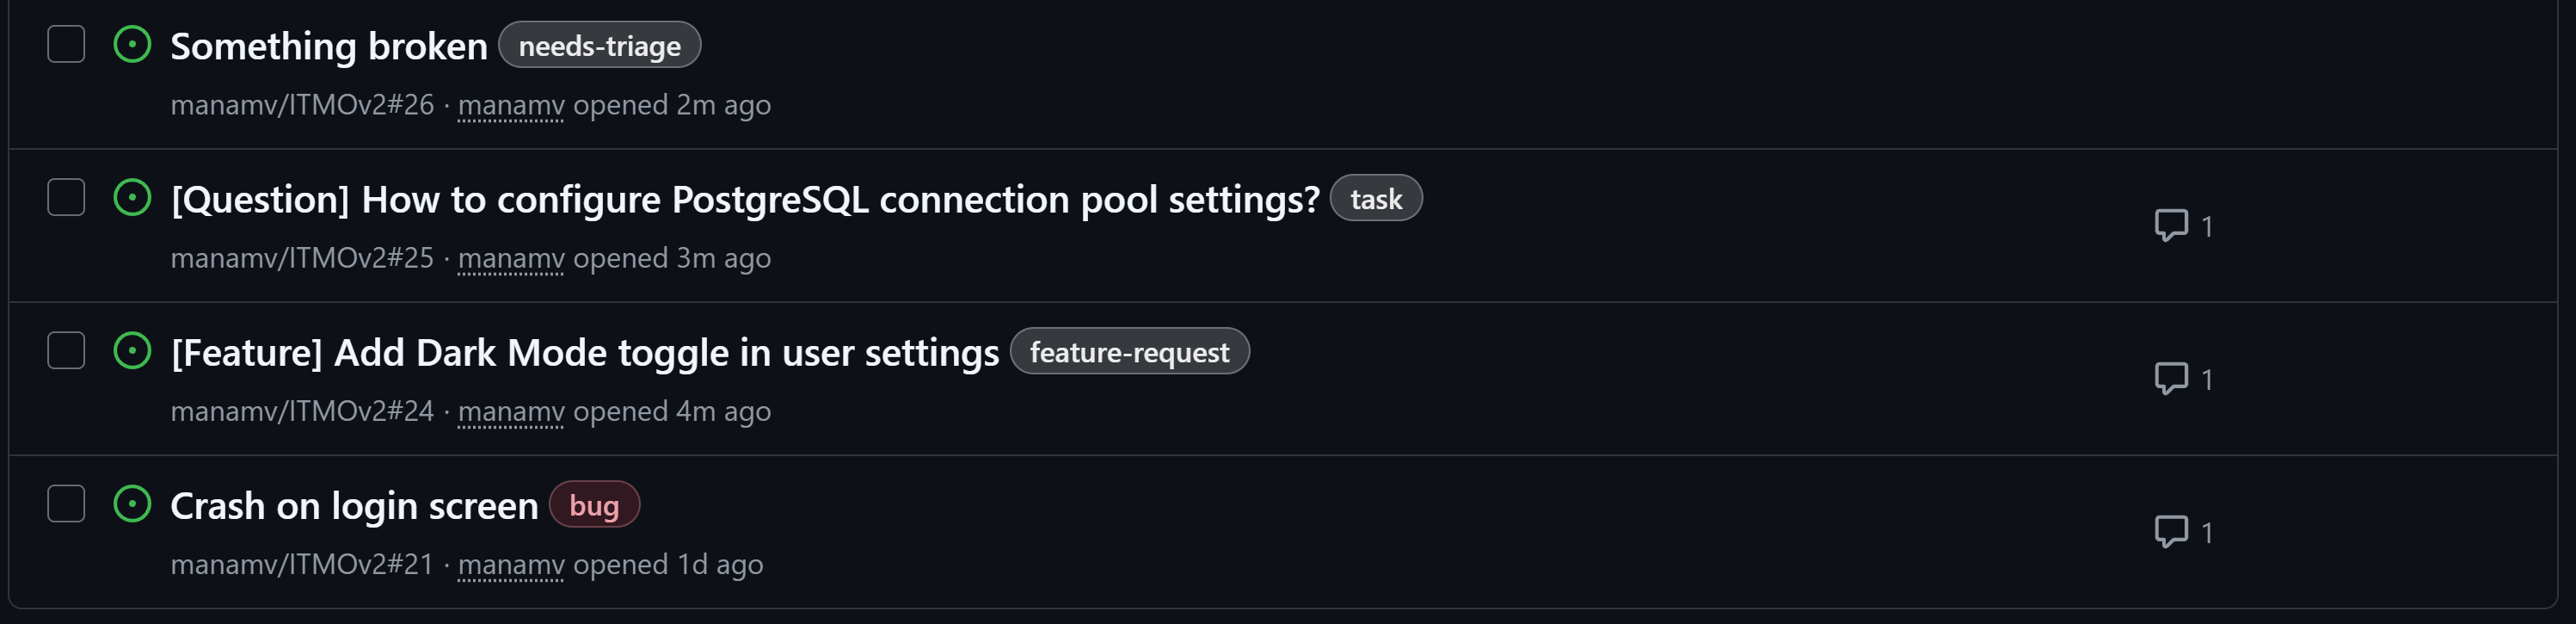 Something broken needs-triage
manamv/ITMOv2#26 · manamv opened 2m ago
[Question] How to configure PostgreSQL connection pool settings? task
1
manamv/ITMOv2#25 · manamv opened 3m ago
[Feature] Add Dark Mode toggle in user settings feature-request
1
manamv/ITMOv2#24 · manamv opened 4m ago
Crash on login screen bug
1
manamv/ITMOv2#21 · manamv opened 1d ago